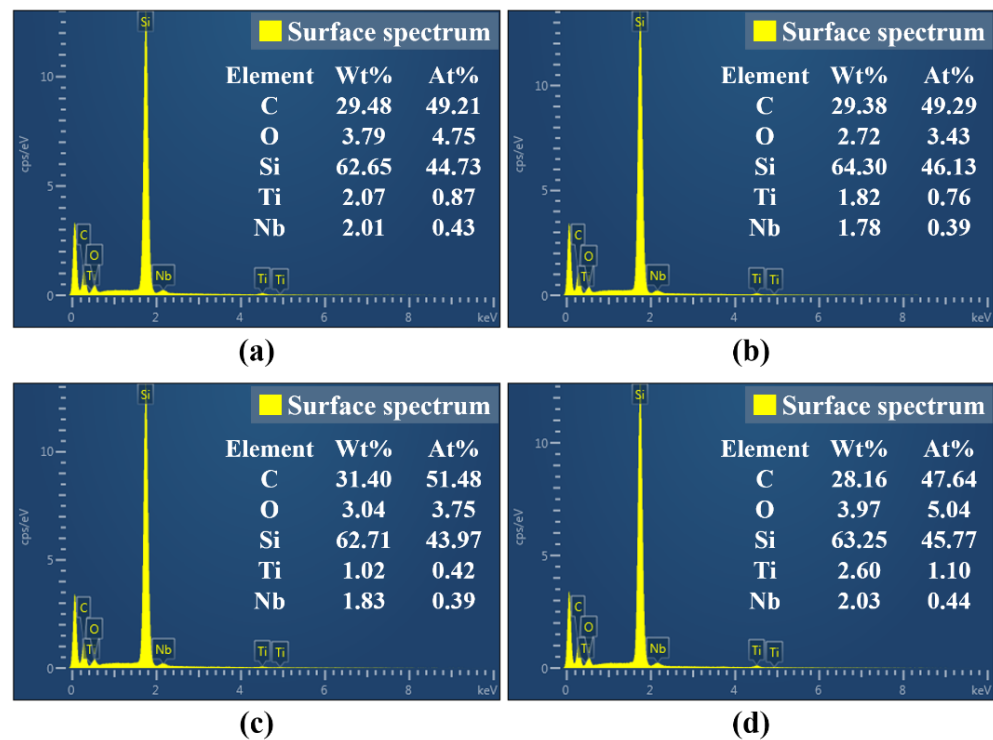 Si
Surface spectrum
Element Wt% At%
C 29.48 49.21
O 3.79 4.75
Si 62.65 44.73
Ti 2.07 0.87
Nb 2.01 0.43
10
5
0
cps/eV
C
O
Ti
Nb
Ti
Ti
0 2 4 6 8 keV
(a)
Si
Surface spectrum
Element Wt% At%
C 29.38 49.29
O 2.72 3.43
Si 64.30 46.13
Ti 1.82 0.76
Nb 1.78 0.39
10
5
0
cps/eV
C
O
Ti
Nb
Ti
Ti
0 2 4 6 8 keV
(b)
Si
Surface spectrum
Element Wt% At%
C 31.40 51.48
O 3.04 3.75
Si 62.71 43.97
Ti 1.02 0.42
Nb 1.83 0.39
10
5
0
cps/eV
C
O
Ti
Nb
Ti
Ti
0 2 4 6 8 keV
(c)
Si
Surface spectrum
Element Wt% At%
C 28.16 47.64
O 3.97 5.04
Si 63.25 45.77
Ti 2.60 1.10
Nb 2.03 0.44
10
5
0
cps/eV
C
O
Ti
Nb
Ti
Ti
0 2 4 6 8 keV
(d)